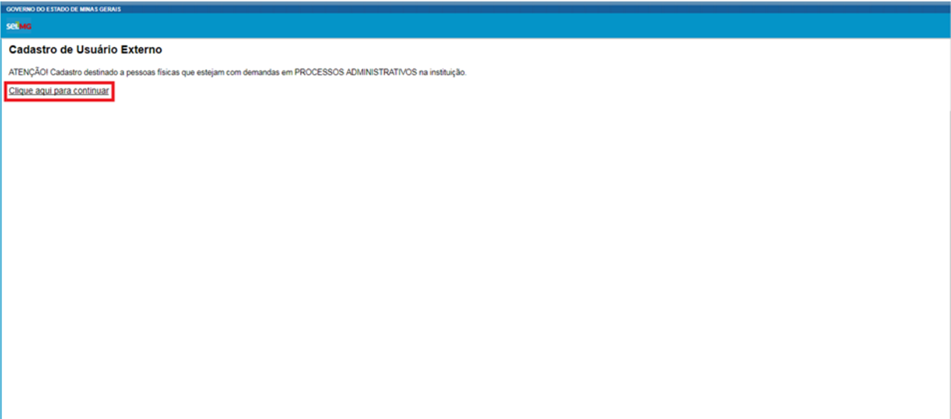 GOVERNO DO ESTADO DE MINAS GERAIS
sei!MG
Cadastro de Usuário Externo
ATENÇÃO! Cadastro destinado a pessoas físicas que estejam com demandas em PROCESSOS ADMINISTRATIVOS na instituição.
Clique aqui para continuar